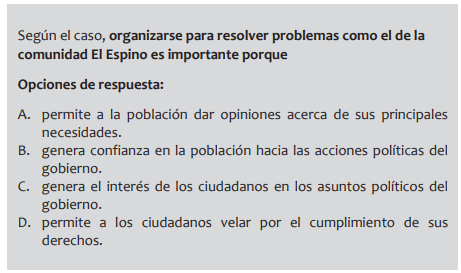 Según el caso, organizarse para resolver problemas como el de la
comunidad El Espino es importante porque
Opciones de respuesta:
A. permite a la población dar opiniones acerca de sus principales
necesidades.
B. genera confianza en la población hacia las acciones políticas del
gobierno.
C. genera el interés de los ciudadanos en los asuntos políticos del
gobierno.
D. permite a los ciudadanos velar por el cumplimiento de sus
derechos.